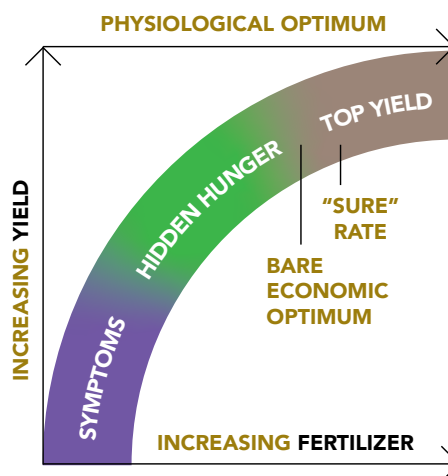 PHYSIOLOGICAL OPTIMUM
INCREASING YIELD
SYMPTOMS
HIDDEN HUNGER
TOP YIELD
“SURE”
RATE
BARE
ECONOMIC
OPTIMUM
INCREASING FERTILIZER